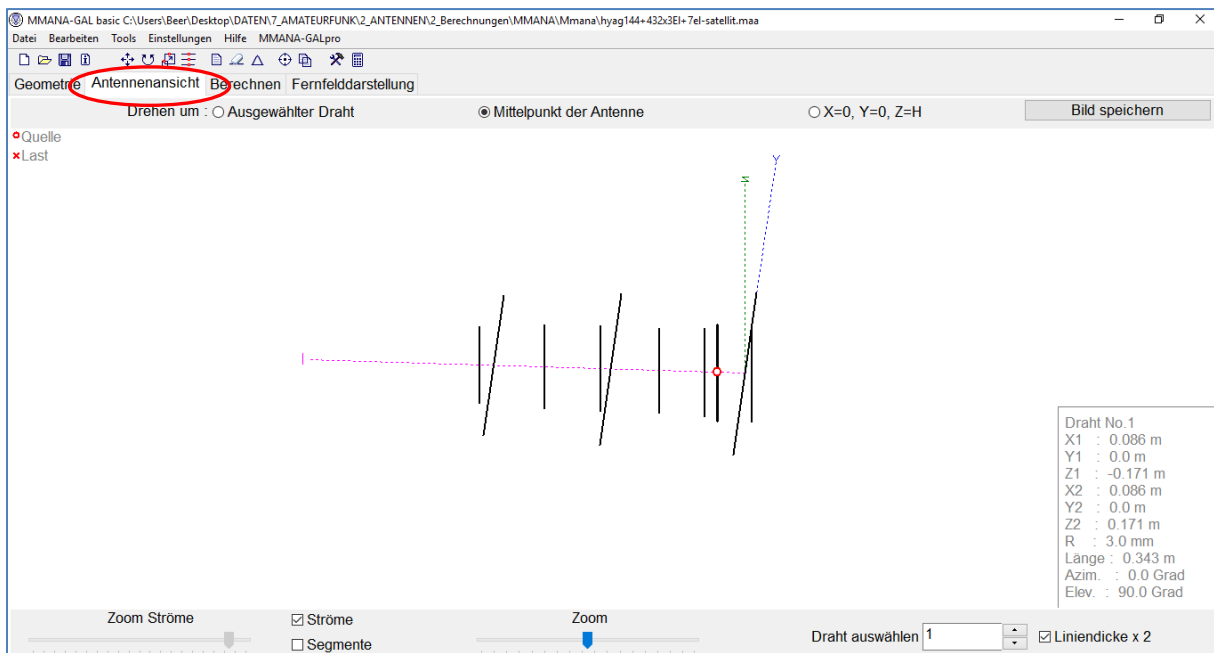 MMANA-GAL basic C:\Users\Beer\Desktop\DATEN\7_AMATEURFUNK\2_ANTENNEN\2_Berechnungen\MMANA\Mmana\hyag144+432x3El+7el-satellit.maa
Datei Bearbeiten Tools Einstellungen Hilfe MMANA-GALpro
Geometrie Antennenansicht Berechnen Fernfelddarstellung
Drehen um : Ausgewählter Draht Mittelpunkt der Antenne X=0, Y=0, Z=H Bild speichern
Quelle
Last
Y
Z
Draht No.1
X1 : 0.086 m
Y1 : 0.0 m
Z1 : -0.171 m
X2 : 0.086 m
Y2 : 0.0 m
Z2 : 0.171 m
R : 3.0 mm
Länge : 0.343 m
Azim. : 0.0 Grad
Elev. : 90.0 Grad
Zoom Ströme Ströme Zoom
Segmente
Draht auswählen 1 Liniendicke x 2